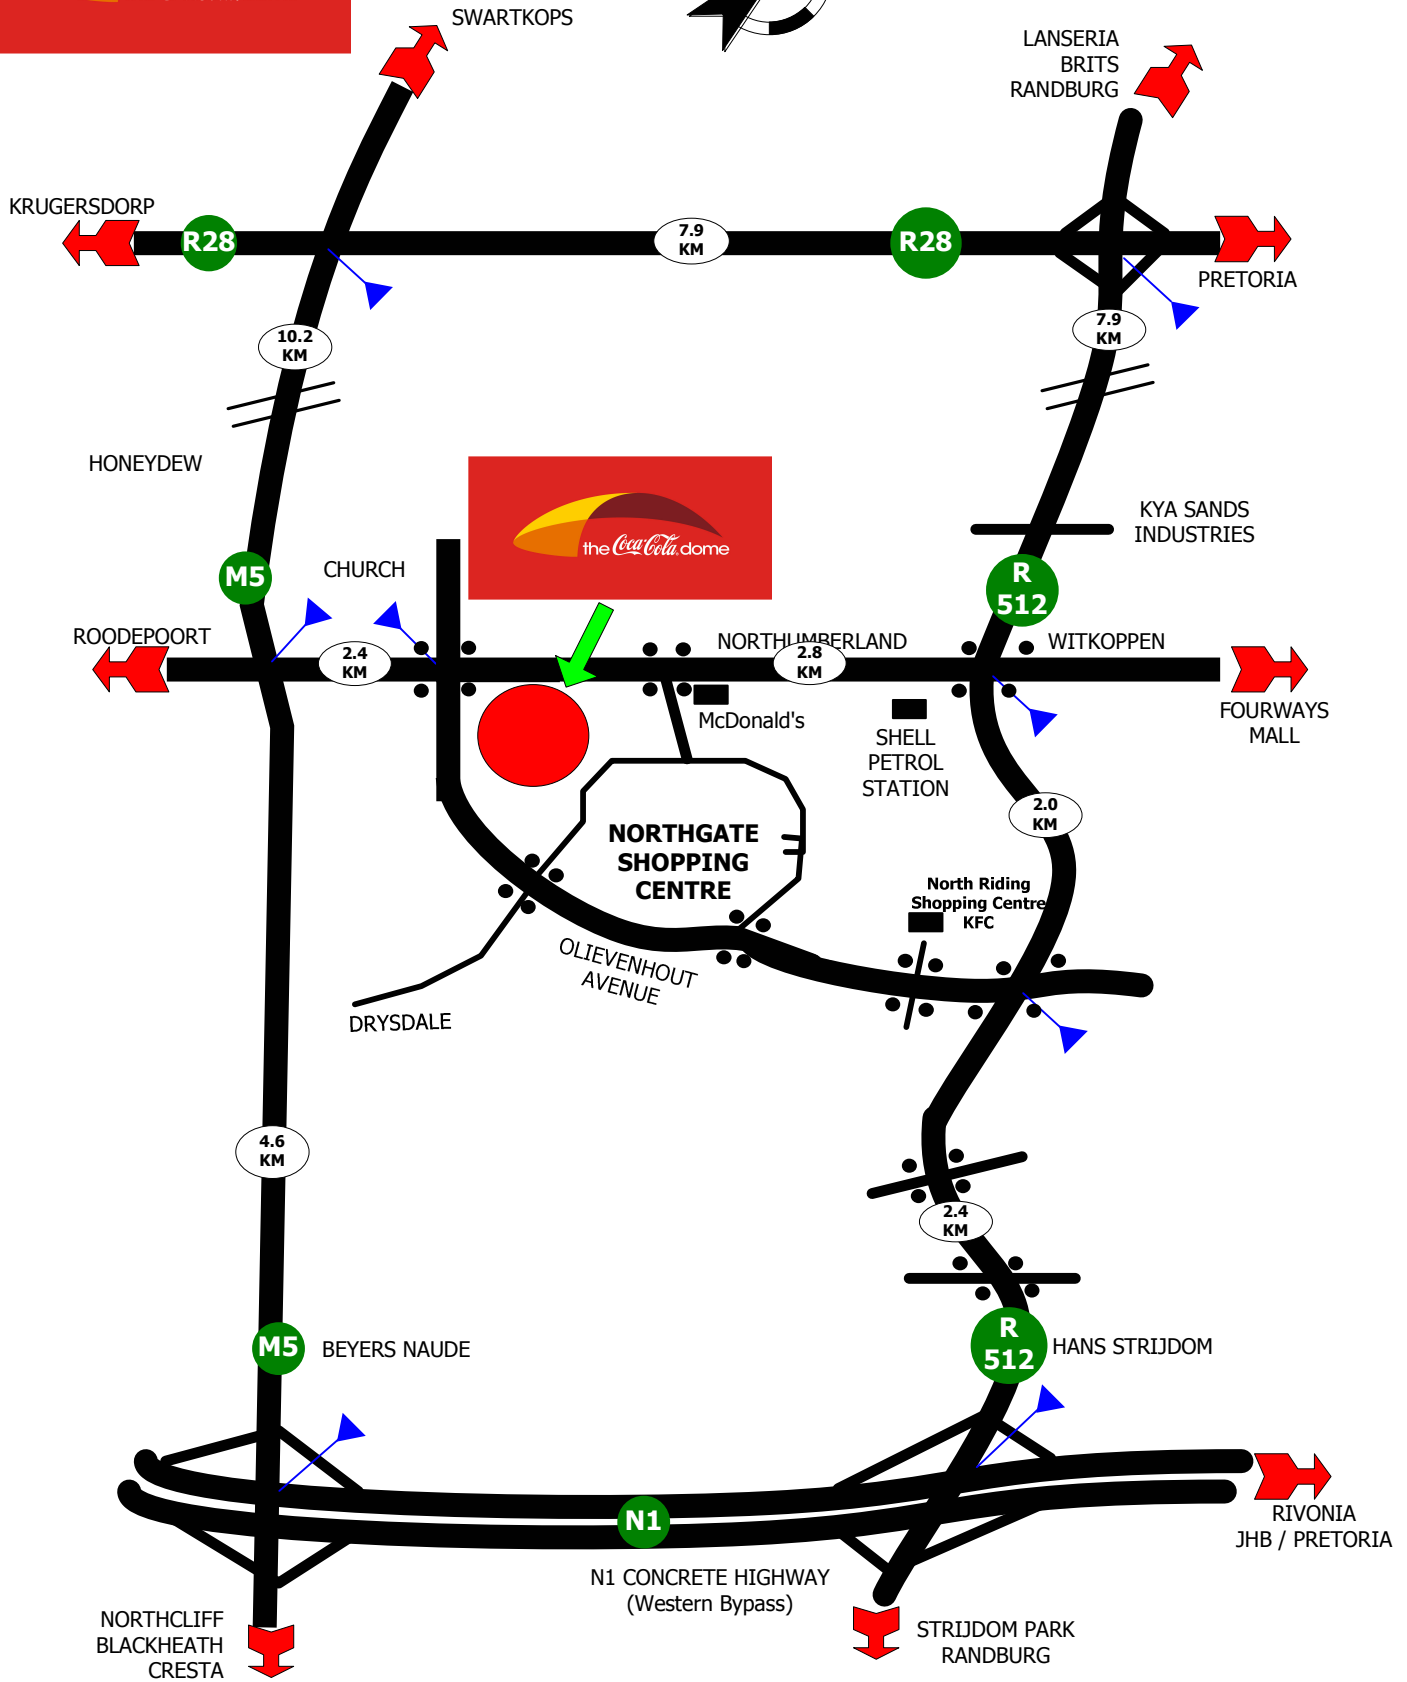 SWARTKOPS
LANSERIA
BRITS
RANDBURG
KRUGERSDORP
R28
7.9
KM
R28
PRETORIA
10.2
KM
7.9
KM
HONEYDEW
KYA SANDS
INDUSTRIES
the Coca-Cola dome
M5
CHURCH
R
512
ROODEPOORT
2.4
KM
NORTHUMBERLAND
2.8
KM
WITKOPPEN
McDonald's
SHELL
PETROL
STATION
FOURWAYS
MALL
2.0
KM
NORTHGATE
SHOPPING
CENTRE
North Riding
Shopping Centre
KFC
OLIEVENHOUT
AVENUE
DRYSDALE
4.6
KM
2.4
KM
M5
BEYERS NAUDE
R
512
HANS STRIJDOM
N1
RIVONIA
JHB / PRETORIA
N1 CONCRETE HIGHWAY
(Western Bypass)
NORTHCLIFF
BLACKHEATH
CRESTA
STRIJDOM PARK
RANDBURG